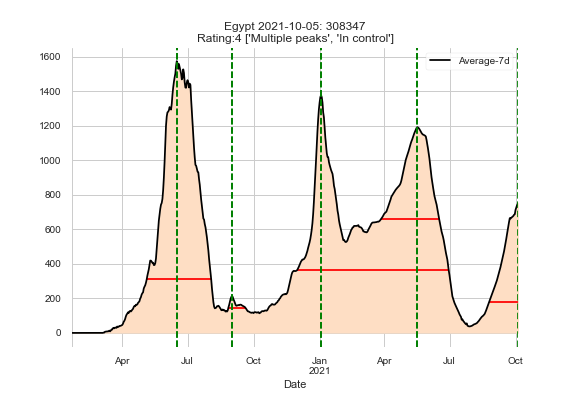 Egypt 2021-10-05: 308347
Rating:4 ['Multiple peaks', 'In control']
Average-7d
1600
1400
1200
1000
800
600
400
200
0
Apr Jul Oct Jan Apr Jul Oct
2021
Date